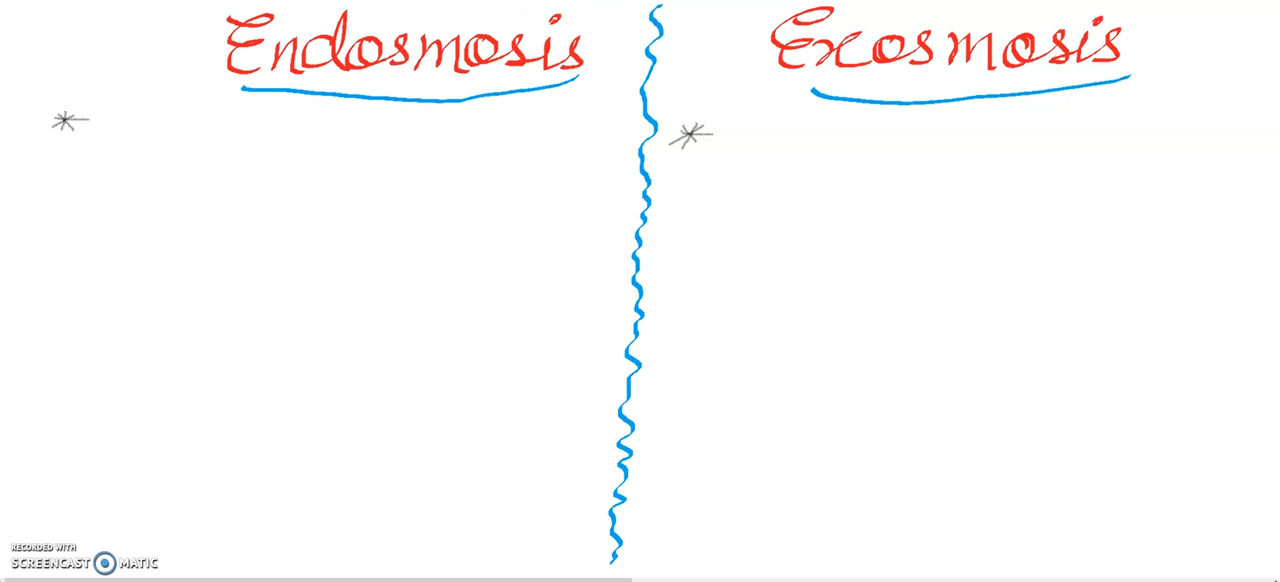 Endosmosis
Exosmosis
*
*
RECORDED WITH
SCREENCAST MATIC